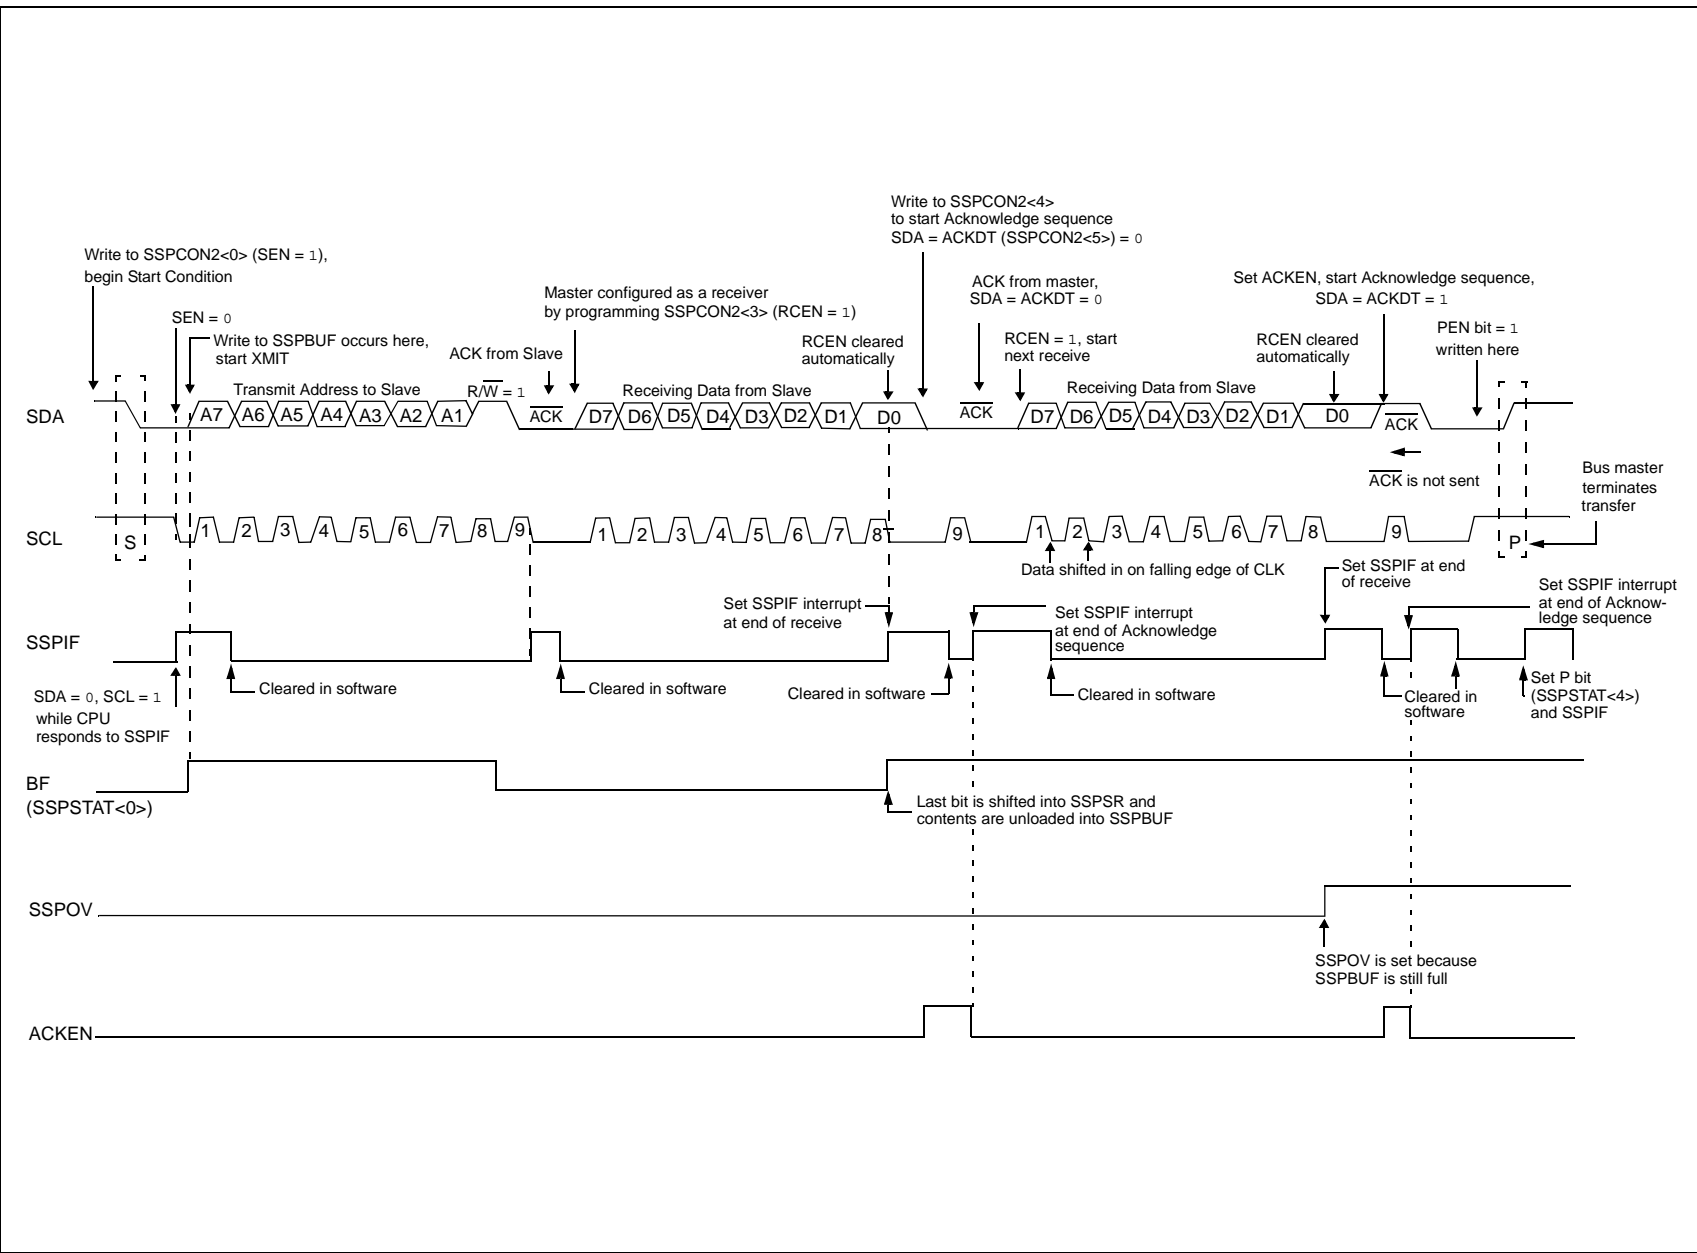 Write to SSPCON2<4>
to start Acknowledge sequence
SDA = ACKDT (SSPCON2<5>) = 0
Write to SSPCON2<0> (SEN = 1),
begin Start Condition
ACK from master,
SDA = ACKDT = 0
Set ACKEN, start Acknowledge sequence,
SDA = ACKDT = 1
Master configured as a receiver
by programming SSPCON2<3> (RCEN = 1)
SEN = 0
Write to SSPBUF occurs here,
start XMIT
ACK from Slave
RCEN cleared
automatically
RCEN = 1, start
next receive
RCEN cleared
automatically
PEN bit = 1
written here
Transmit Address to Slave
R/W = 1
Receiving Data from Slave
Receiving Data from Slave
SDA
A7 A6 A5 A4 A3 A2 A1 ACK D7 D6 D5 D4 D3 D2 D1 D0 ACK D7 D6 D5 D4 D3 D2 D1 D0 ACK
ACK is not sent
Bus master
terminates
transfer
SCL
S 1 2 3 4 5 6 7 8 9 1 2 3 4 5 6 7 8 9 1 2 3 4 5 6 7 8 9 P
Data shifted in on falling edge of CLK
Set SSPIF at end
of receive
Set SSPIF interrupt
at end of receive
Set SSPIF interrupt
at end of Acknowledge
sequence
Set SSPIF interrupt
at end of Acknow-
ledge sequence
SSPIF
SDA = 0, SCL = 1
while CPU
responds to SSPIF
Cleared in software
Cleared in software
Cleared in software
Cleared in software
Cleared in
software
Set P bit
(SSPSTAT<4>)
and SSPIF
BF
(SSPSTAT<0>)
Last bit is shifted into SSPSR and
contents are unloaded into SSPBUF
SSPOV
SSPOV is set because
SSPBUF is still full
ACKEN